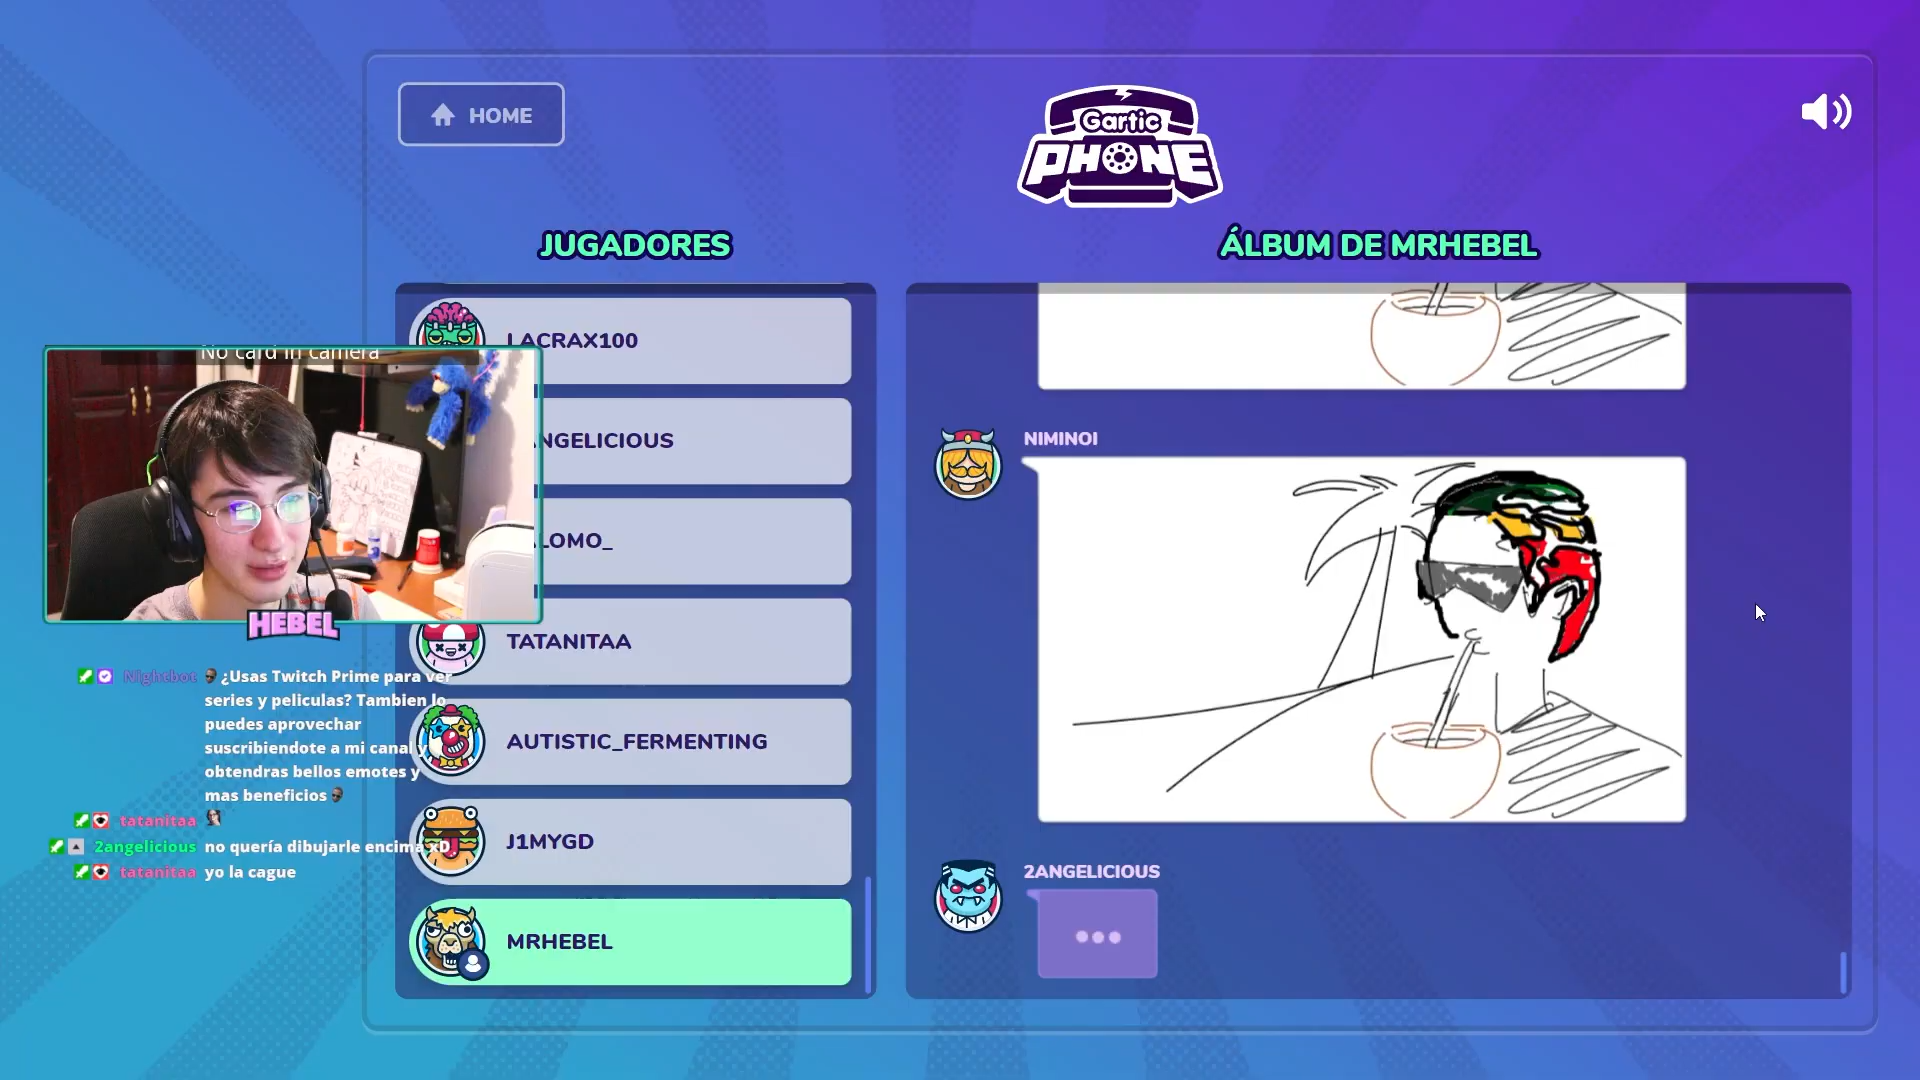 HOME
Gartic
PHONE
JUGADORES
ÁLBUM DE MRHEBEL
LACRAX100
No card in camera
NGELICIOUS
LOMO_
TATANITAA
AUTISTIC_FERMENTING
J1MYGD
MRHEBEL
HEBEL
Nightbot ¿Usas Twitch Prime para ver
series y peliculas? Tambien lo
puedes aprovechar
suscribiendote a mi canal y
obtendras bellos emotes y
mas beneficios
tatanitaa
2angelicious no quería dibujarle encima xD
tatanitaa yo la cague
NIMINOI
2ANGELICIOUS